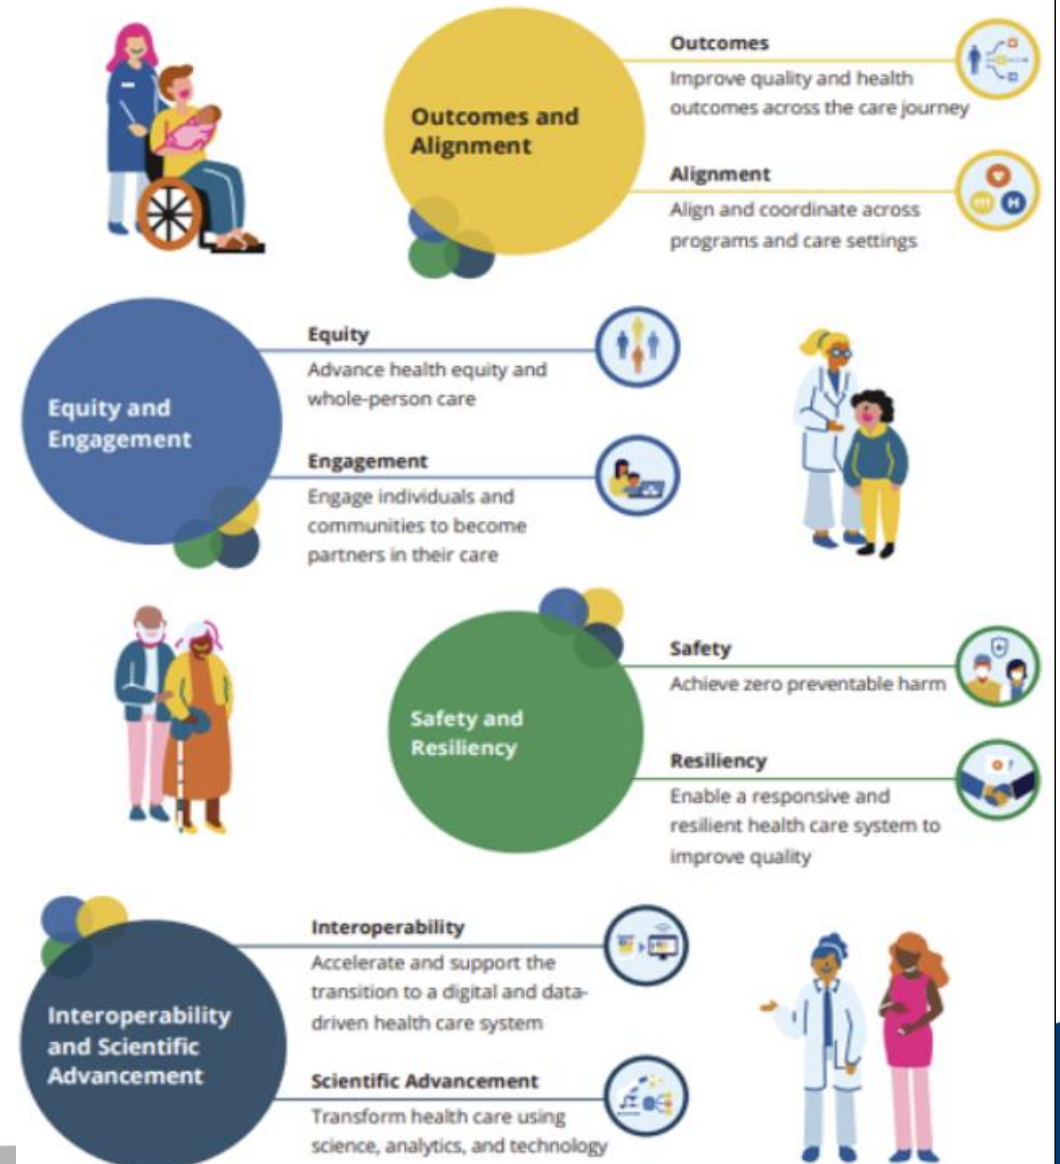 Outcomes and
Alignment
Outcomes
Improve quality and health
outcomes across the care journey
Alignment
Align and coordinate across
programs and care settings
Equity and
Engagement
Equity
Advance health equity and
whole-person care
Engagement
Engage individuals and
communities to become
partners in their care
Safety and
Resiliency
Safety
Achieve zero preventable harm
Resiliency
Enable a responsive and
resilient health care system to
improve quality
Interoperability
and Scientific
Advancement
Interoperability
Accelerate and support the
transition to a digital and data-
driven health care system
Scientific Advancement
Transform health care using
science, analytics, and technology
H